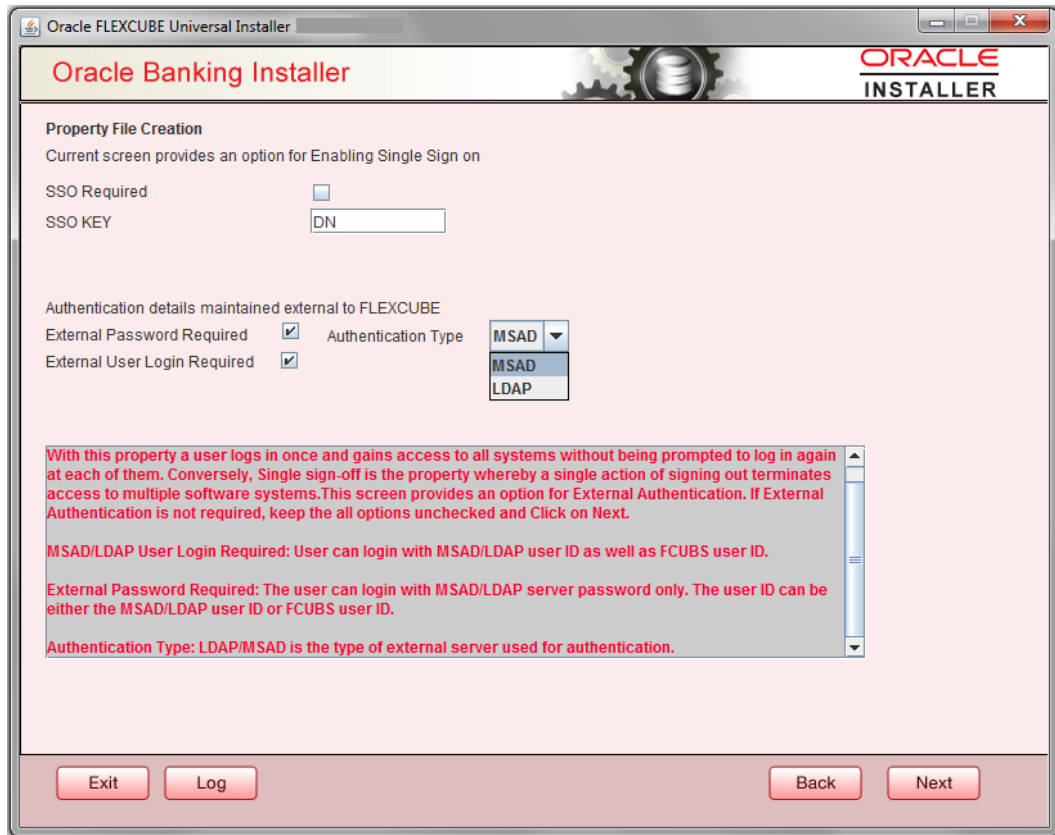 Oracle FLEXCUBE Universal Installer
Oracle Banking Installer
ORACLE
INSTALLER
Property File Creation
Current screen provides an option for Enabling Single Sign on
SSO Required
SSO KEY DN
Authentication details maintained external to FLEXCUBE
External Password Required Authentication Type MSAD
External User Login Required
MSAD
LDAP
With this property a user logs in once and gains access to all systems without being prompted to log in again
at each of them. Conversely, Single sign-off is the property whereby a single action of signing out terminates
access to multiple software systems.This screen provides an option for External Authentication. If External
Authentication is not required, keep the all options unchecked and Click on Next.
MSAD/LDAP User Login Required: User can login with MSAD/LDAP user ID as well as FCUBS user ID.
External Password Required: The user can login with MSAD/LDAP server password only. The user ID can be
either the MSAD/LDAP user ID or FCUBS user ID.
Authentication Type: LDAP/MSAD is the type of external server used for authentication.
Exit Log Back Next